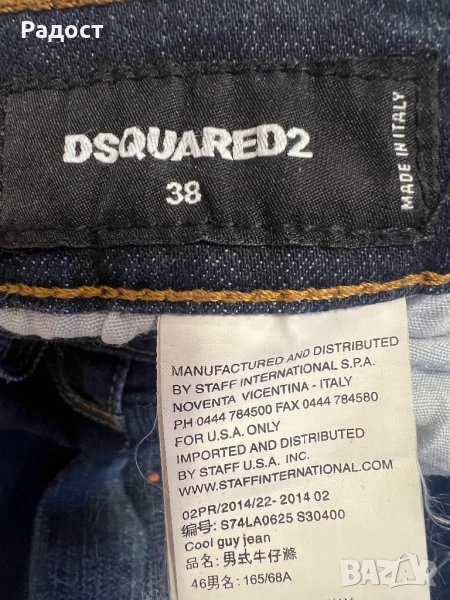 Радост
DSQUARED2
38
MADE IN ITALY
MANUFACTURED AND DISTRIBUTED
BY STAFF INTERNATIONAL S.P.A.
NOVENTA VICENTINA - ITALY
PH 0444 784500 FAX 0444 784580
FOR U.S.A. ONLY
IMPORTED AND DISTRIBUTED
BY STAFF U.S.A. INC.
WWW.STAFFINTERNATIONAL.COM
02PR/2014/22- 2014 02
编号: S74LA0625 S30400
Cool guy jean
品名: 男式牛仔滌
46男名: 165/68A
BAZAR